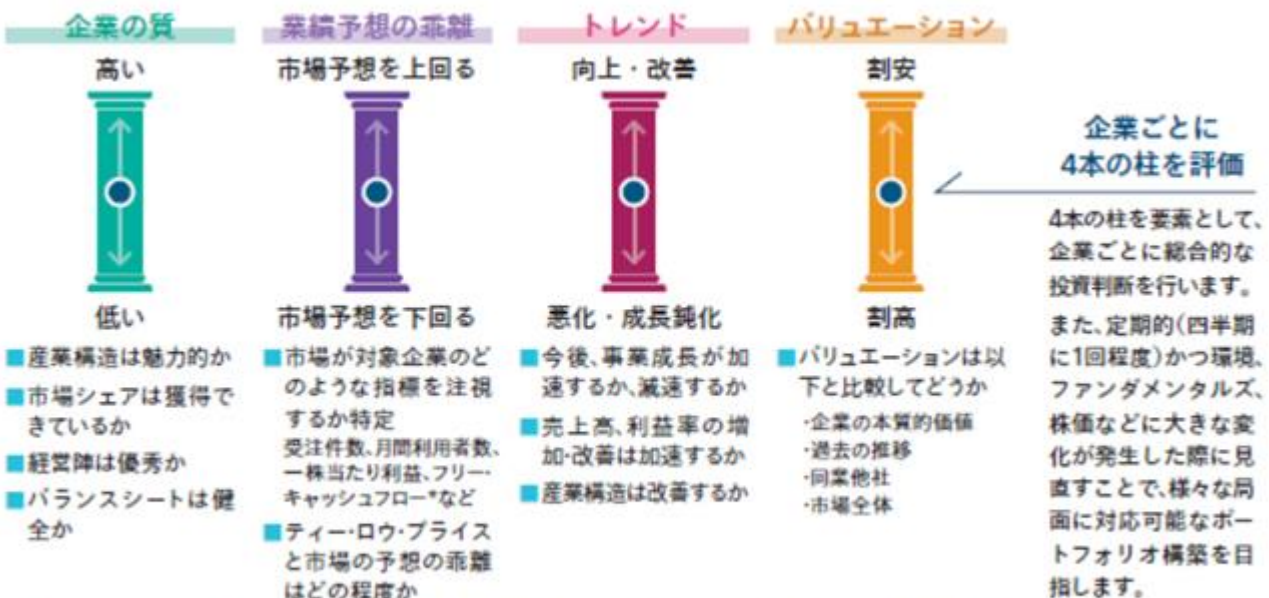 企業の質
高い
低い
■産業構造は魅力的か
■市場シェアは獲得で
きているか
■経営陣は優秀か
■バランスシートは健
全か
業績予想の乖離
市場予想を上回る
市場予想を下回る
■市場が対象企業のど
のような指標を注視
するか特定
受注件数、月間利用者数、
一株当たり利益、フリー・
キャッシュフロー*など
■ティー・ロウ・プライス
と市場の予想の乖離
はどの程度か
トレンド
向上・改善
悪化・成長鈍化
■今後、事業成長が加
速するか、減速するか
■売上高、利益率の増
加・改善は加速するか
■産業構造は改善するか
バリュエーション
割安
割高
■バリュエーションは以
下と比較してどうか
・企業の本質的価値
・過去の推移
・同業他社
・市場全体
企業ごとに
4本の柱を評価
4本の柱を要素として、
企業ごとに総合的な
投資判断を行います。
また、定期的(四半期
に1回程度)かつ環境、
ファンダメンタルズ、
株価などに大きな変
化が発生した際に見
直すことで、様々な局
面に対応可能なポー
トフォリオ構築を目
指します。